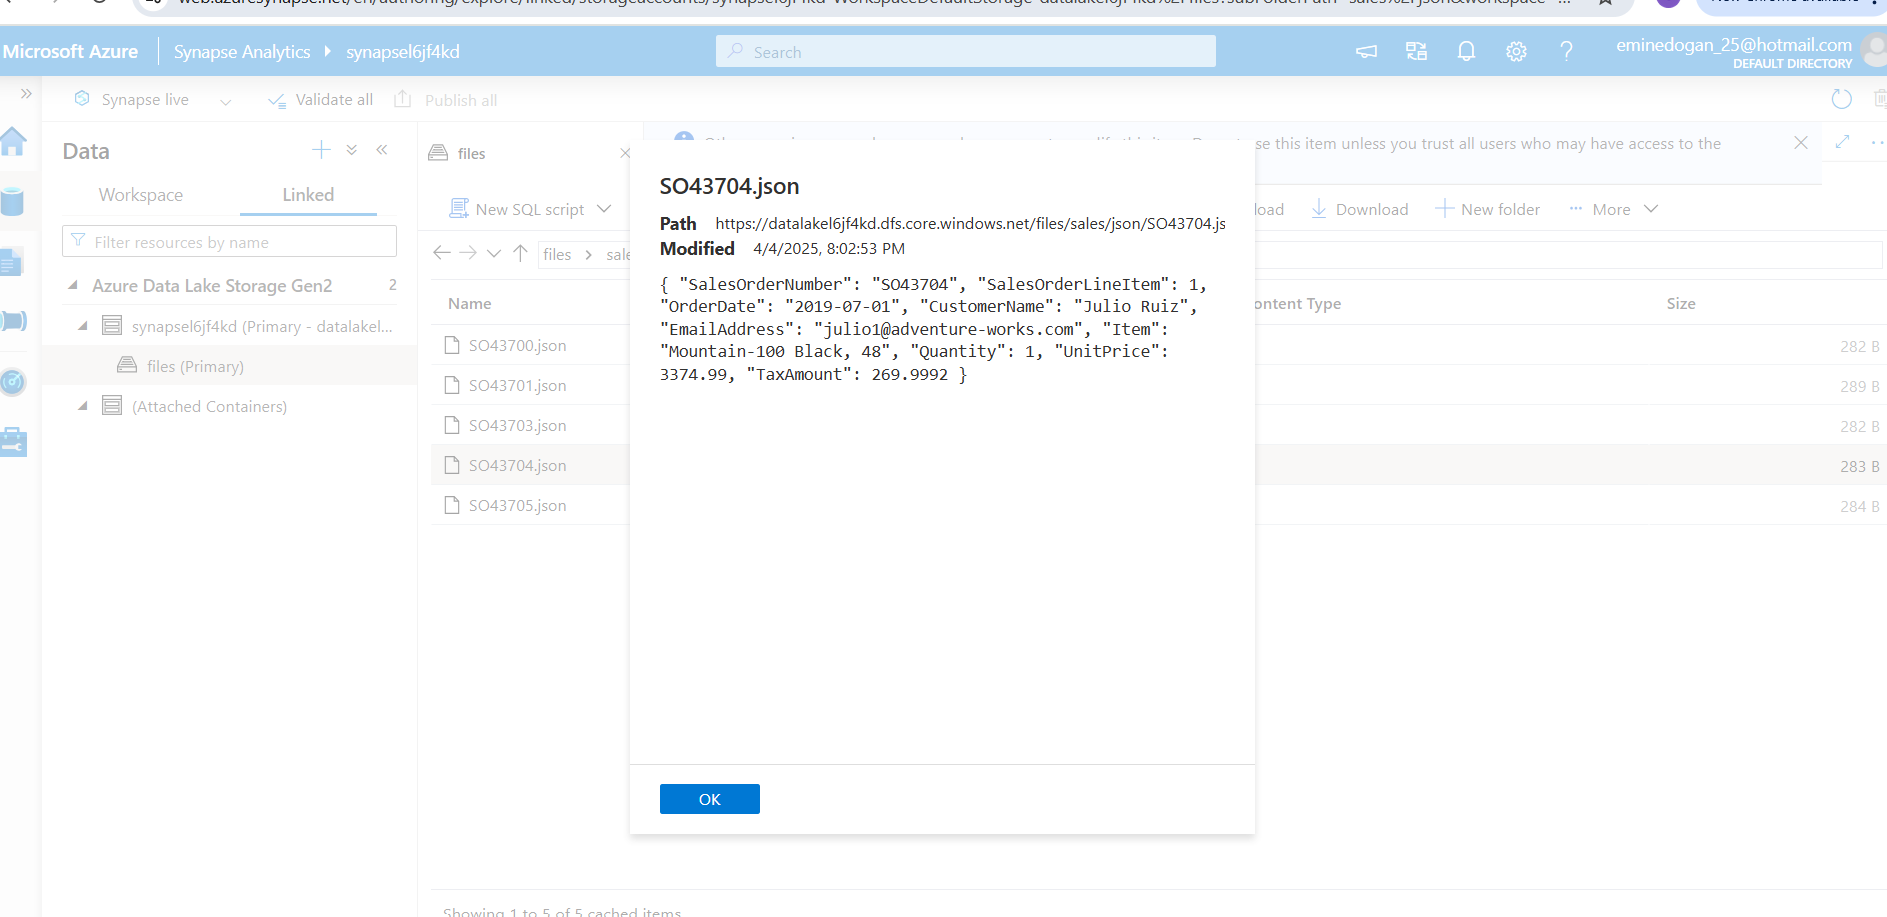 Microsoft Azure
Synapse Analytics
synapsel6jf4kd
Search
eminedogan_25@hotmail.com
DEFAULT DIRECTORY
Synapse live
Validate all
Publish all
Data
Workspace
Linked
Filter resources by name
Azure Data Lake Storage Gen2 2
synapsel6jf4kd (Primary - datalakel...
files (Primary)
(Attached Containers)
files
se this item unless you trust all users who may have access to the
New SQL script
Download
New folder
More
files
Name
ontent Type
Size
SO43700.json
282 B
SO43701.json
289 B
SO43703.json
282 B
SO43704.json
283 B
SO43705.json
284 B
SO43704.json
Path https://datalakel6jf4kd.dfs.core.windows.net/files/sales/json/SO43704.js
Modified 4/4/2025, 8:02:53 PM
{ "SalesOrderNumber": "SO43704", "SalesOrderLineItem": 1,
"OrderDate": "2019-07-01", "CustomerName": "Julio Ruiz",
"EmailAddress": "julio1@adventure-works.com", "Item":
"Mountain-100 Black, 48", "Quantity": 1, "UnitPrice":
3374.99, "TaxAmount": 269.9992 }
OK
Showing 1 to 5 of 5 cached items